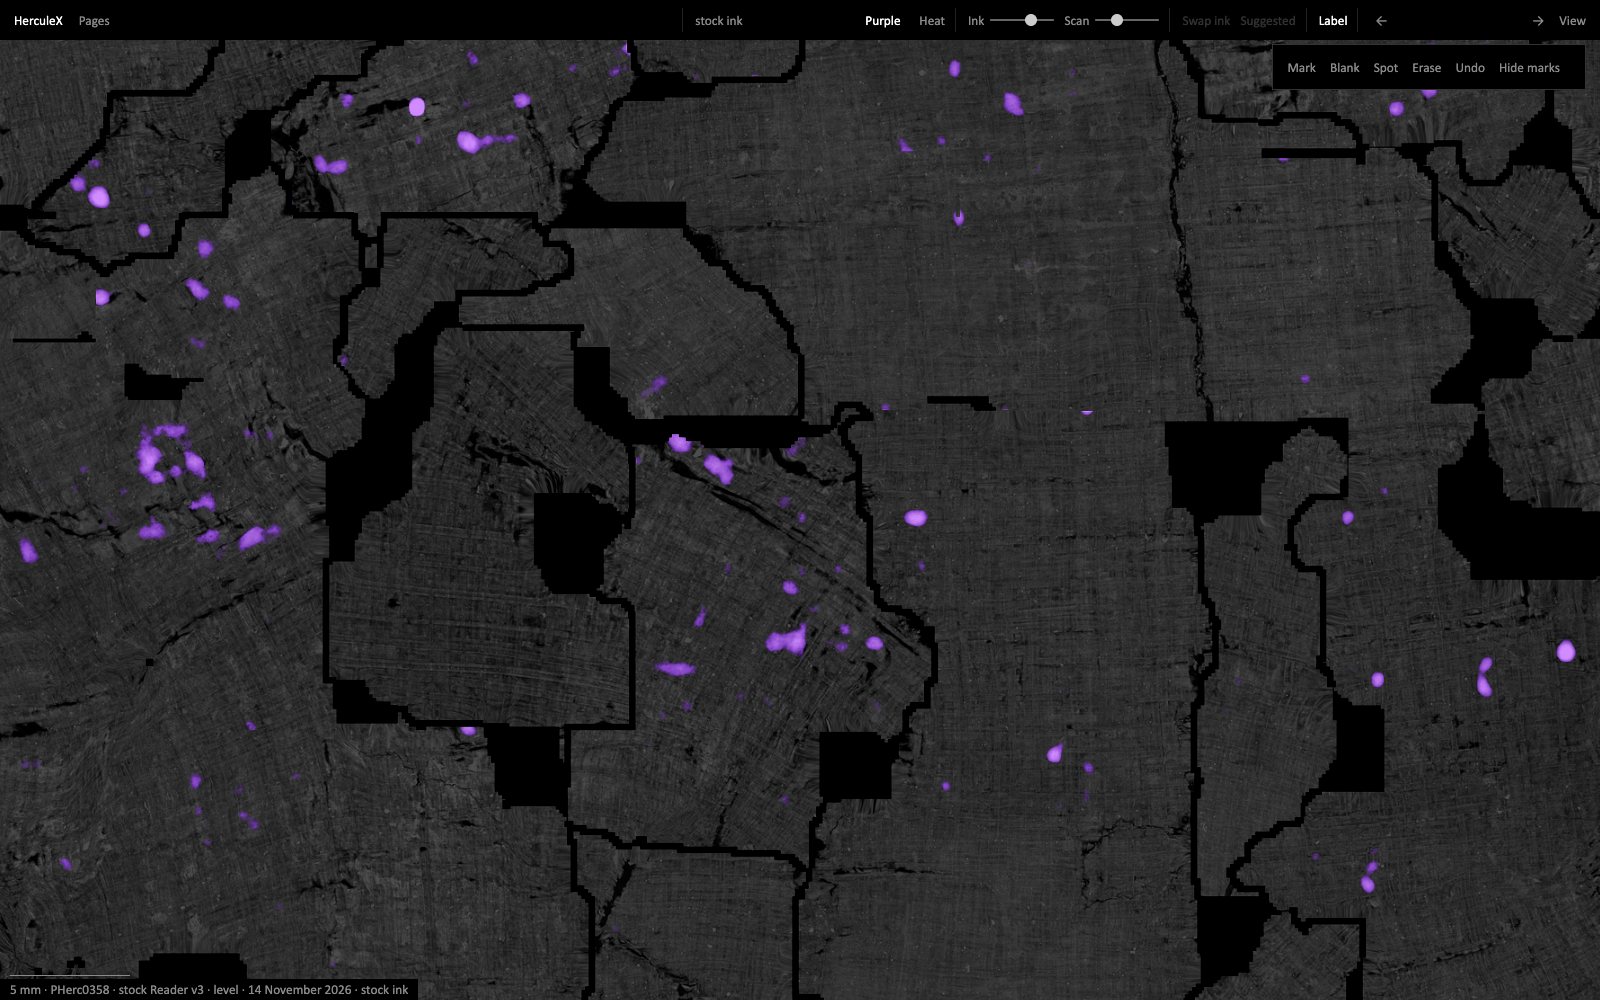 HerculeX Pages stock ink Purple Heat Ink Scan Swap ink Suggested Label ← → View
Mark Blank Spot Erase Undo Hide marks
5 mm · PHerc0358 · stock Reader v3 · level · 14 November 2026 · stock ink